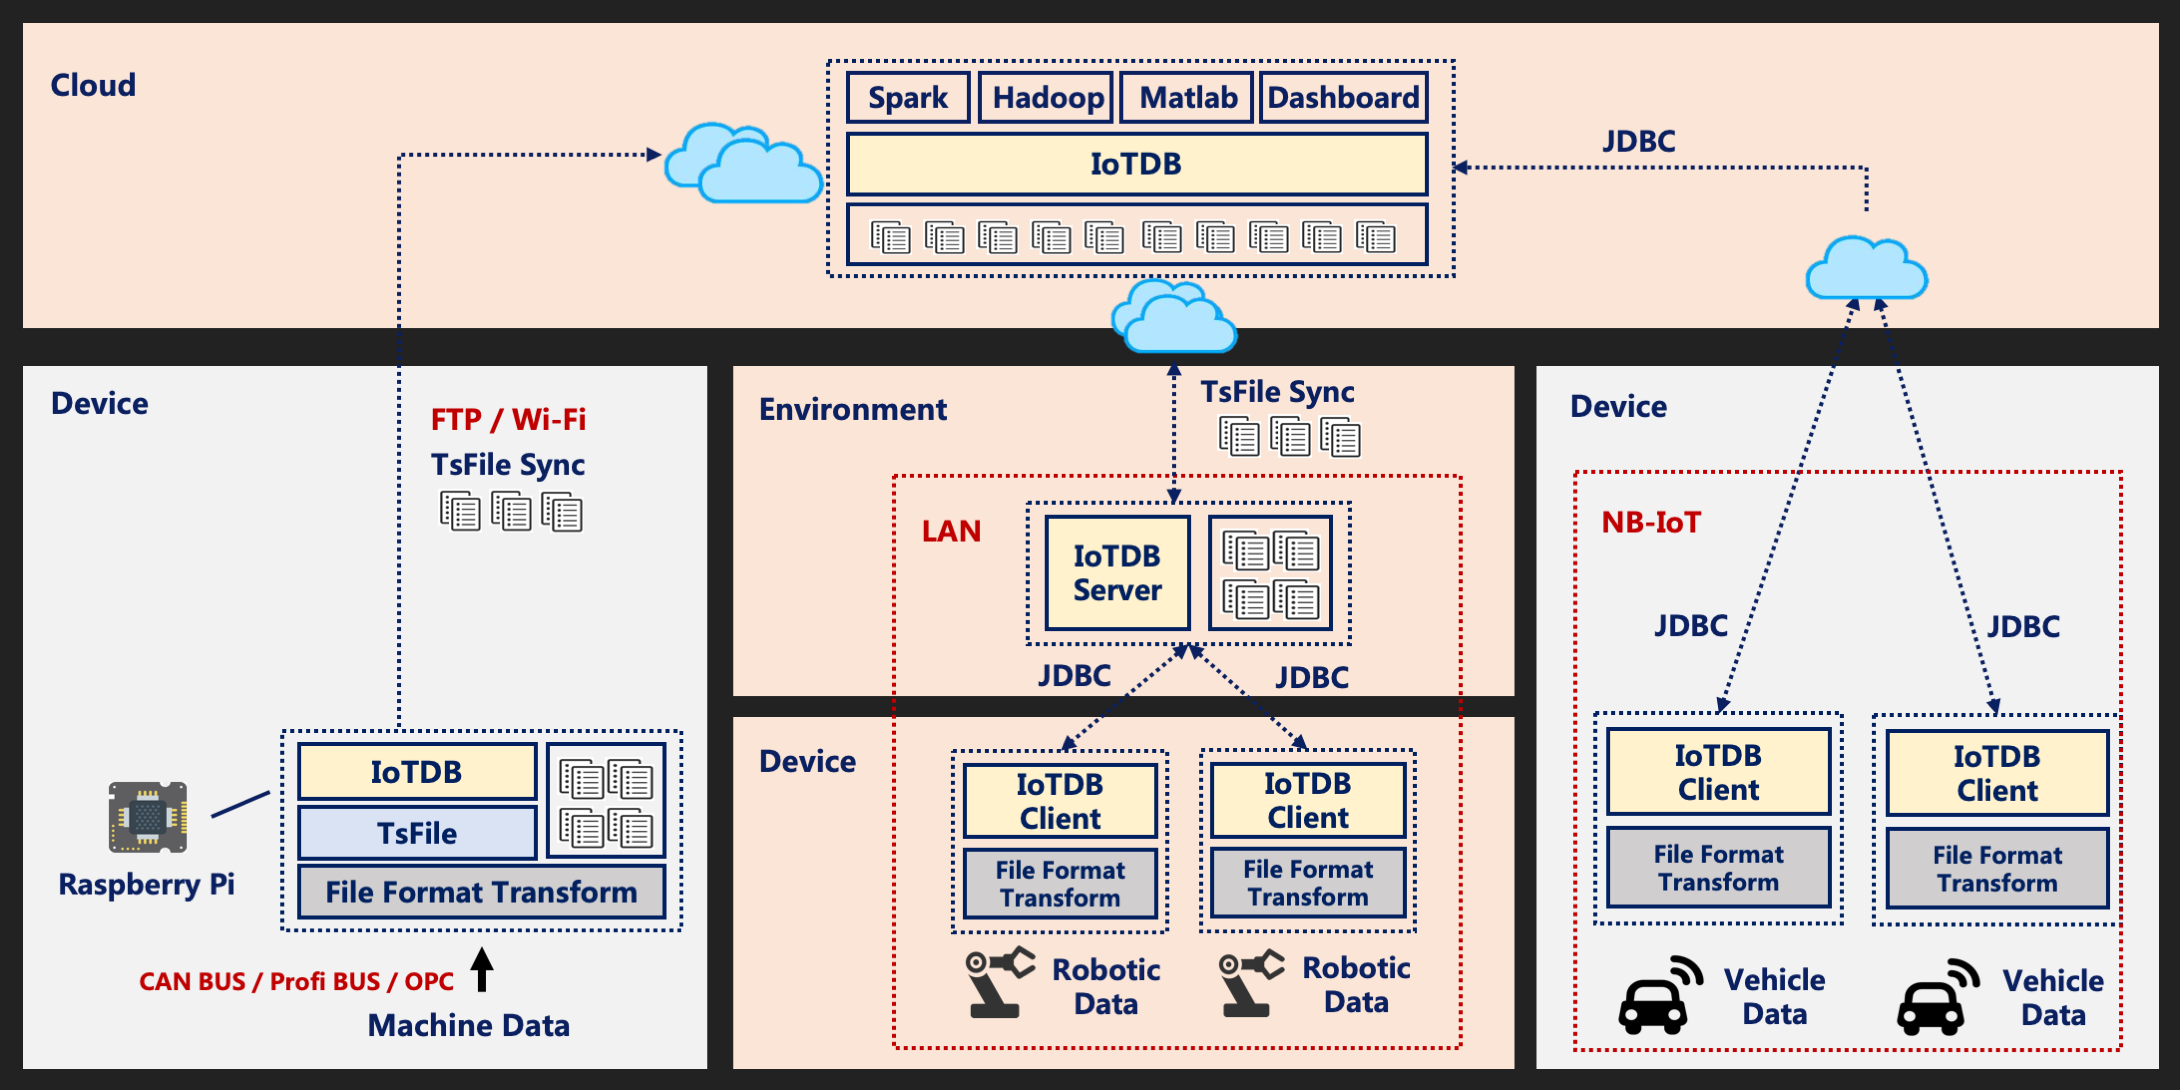 Cloud
Spark
Hadoop
Matlab
Dashboard
IoTDB
JDBC
Device
FTP / Wi-Fi
TsFile Sync
IoTDB
TsFile
File Format Transform
Raspberry Pi
CAN BUS / Profi BUS / OPC
Machine Data
Environment
TsFile Sync
LAN
IoTDB
Server
JDBC
JDBC
Device
IoTDB
Client
File Format
Transform
Robotic
Data
IoTDB
Client
File Format
Transform
Robotic
Data
Device
NB-IoT
JDBC
JDBC
IoTDB
Client
File Format
Transform
Vehicle
Data
IoTDB
Client
File Format
Transform
Vehicle
Data